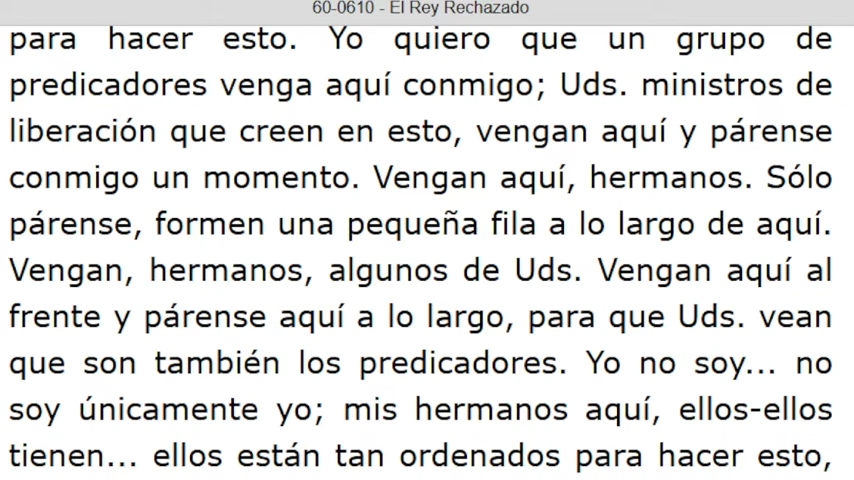 60-0610 - El Rey Rechazado
para hacer esto. Yo quiero que un grupo de
predicadores venga aquí conmigo; Uds. ministros de
liberación que creen en esto, vengan aquí y párense
conmigo un momento. Vengan aquí, hermanos. Sólo
párense, formen una pequeña fila a lo largo de aquí.
Vengan, hermanos, algunos de Uds. Vengan aquí al
frente y párense aquí a lo largo, para que Uds. vean
que son también los predicadores. Yo no soy... no
soy únicamente yo; mis hermanos aquí, ellos-ellos
tienen... ellos están tan ordenados para hacer esto,